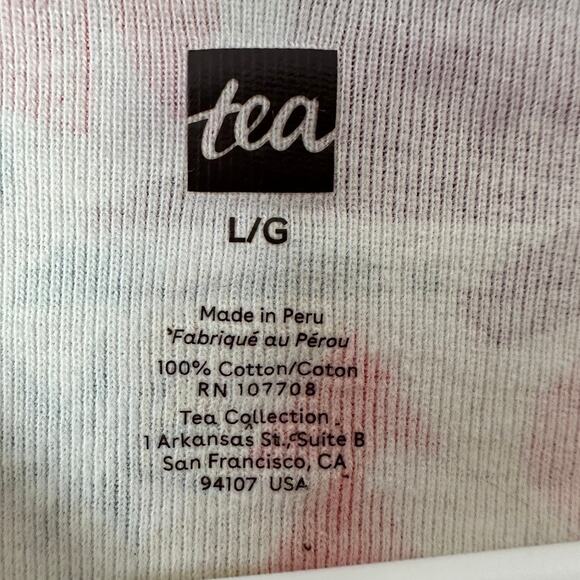 tea
L/G
Made in Peru
Fabriqué au Pérou
100% Cotton/Coton
RN 107708
Tea Collection
1 Arkansas St., Suite B
San Francisco, CA
94107 USA